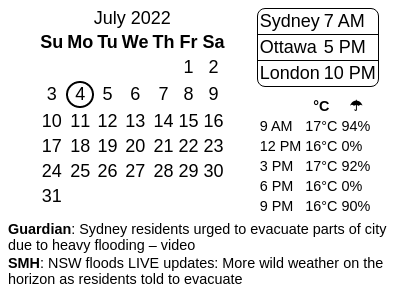 July 2022
Su Mo Tu We Th Fr Sa
1 2
3 4 5 6 7 8 9
10 11 12 13 14 15 16
17 18 19 20 21 22 23
24 25 26 27 28 29 30
31
Sydney 7 AM
Ottawa 5 PM
London 10 PM
°C ☂
9 AM 17°C 94%
12 PM 16°C 0%
3 PM 17°C 92%
6 PM 16°C 0%
9 PM 16°C 90%
Guardian: Sydney residents urged to evacuate parts of city
due to heavy flooding – video
SMH: NSW floods LIVE updates: More wild weather on the
horizon as residents told to evacuate